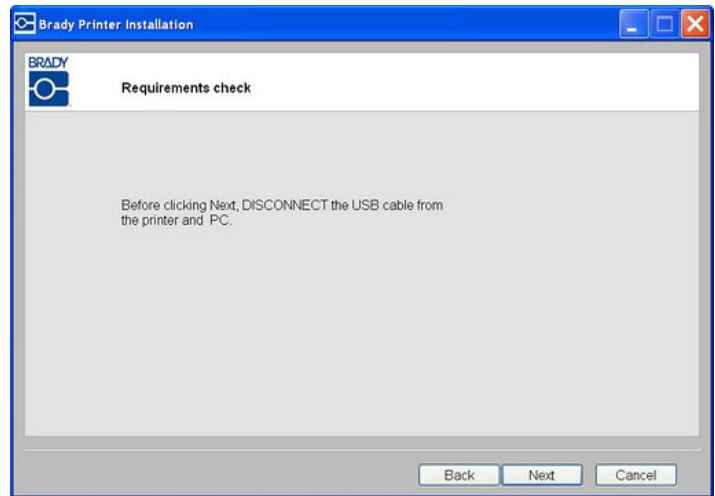 Brady Printer Installation
BRADY
Requirements check
Before clicking Next, DISCONNECT the USB cable from
the printer and PC.
Back Next Cancel